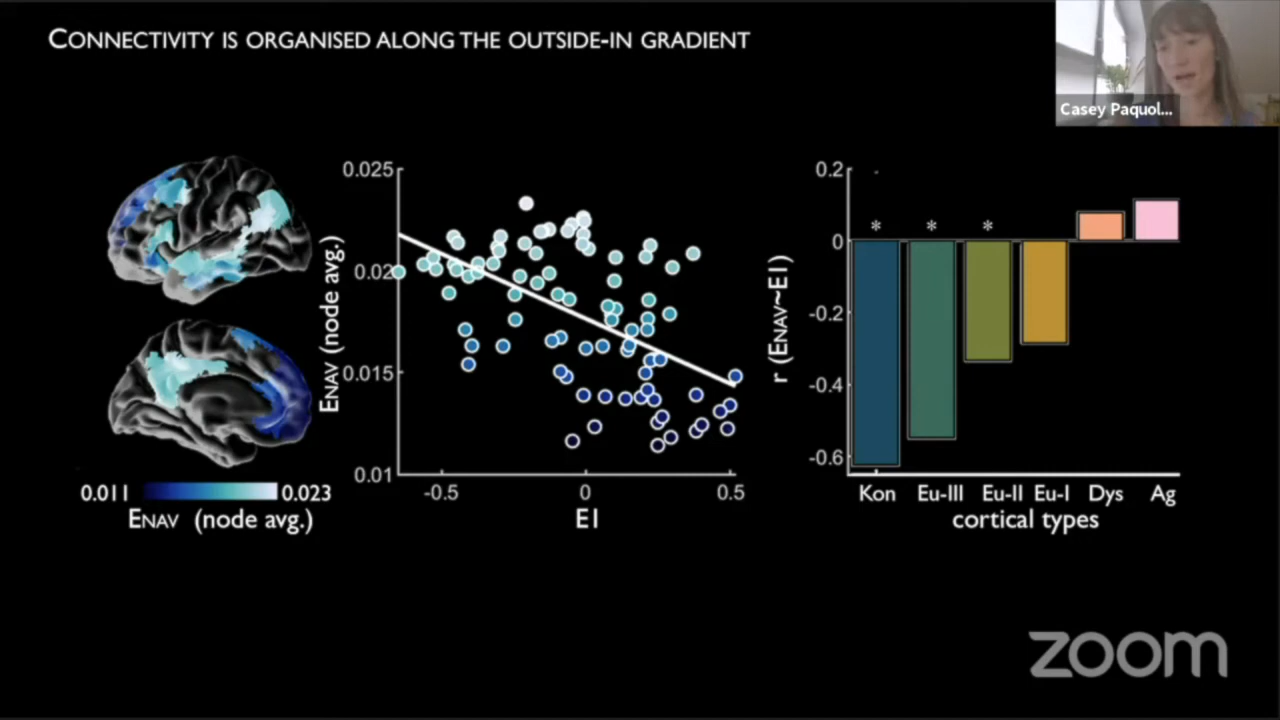 CONNECTIVITY IS ORGANISED ALONG THE OUTSIDE-IN GRADIENT
Casey Paquol...
0.011
0.023
ENAV (node avg.)
ENAV (node avg.)
0.025
0.02
0.015
0.01
-0.5
0
0.5
E1
r (ENAV~E1)
0.2
0
-0.2
-0.4
-0.6
* * *
Kon Eu-III Eu-II Eu-I Dys Ag
cortical types
zoom